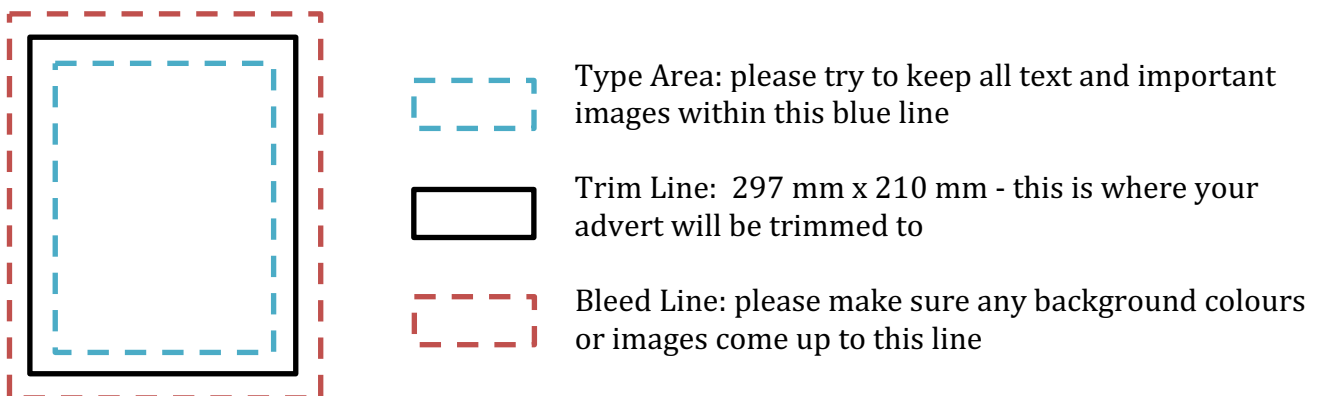 Type Area: please try to keep all text and important
images within this blue line
Trim Line:  297 mm x 210 mm - this is where your
advert will be trimmed to
Bleed Line: please make sure any background colours
or images come up to this line